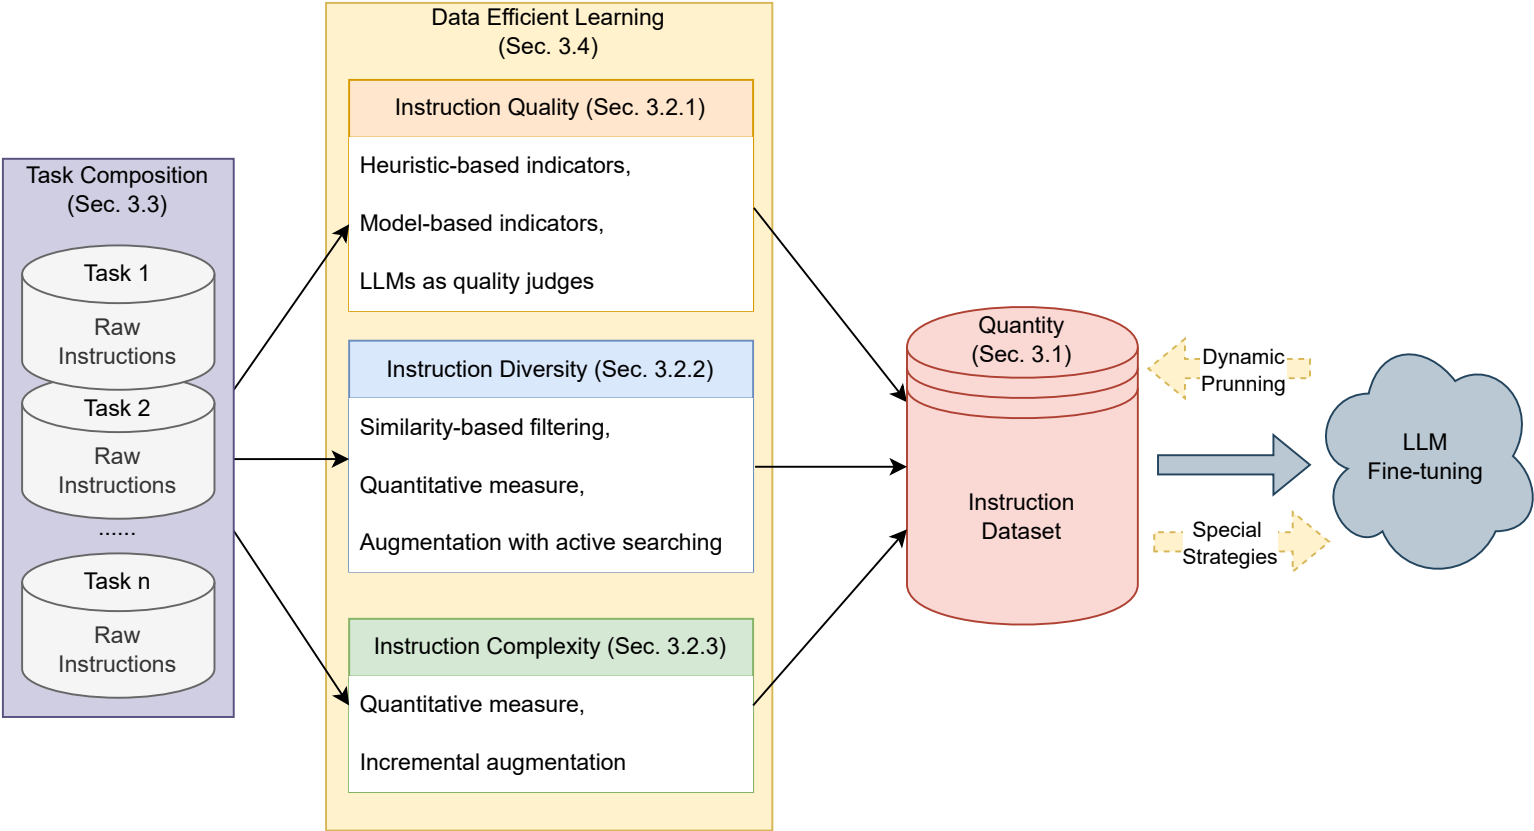 Task Composition
(Sec. 3.3)
Task 1
Raw
Instructions
Task 2
Raw
Instructions
......
Task n
Raw
Instructions
Data Efficient Learning
(Sec. 3.4)
Instruction Quality (Sec. 3.2.1)
Heuristic-based indicators,
Model-based indicators,
LLMs as quality judges
Instruction Diversity (Sec. 3.2.2)
Similarity-based filtering,
Quantitative measure,
Augmentation with active searching
Instruction Complexity (Sec. 3.2.3)
Quantitative measure,
Incremental augmentation
Quantity
(Sec. 3.1)
Instruction
Dataset
Dynamic
Prunning
Special
Strategies
LLM
Fine-tuning